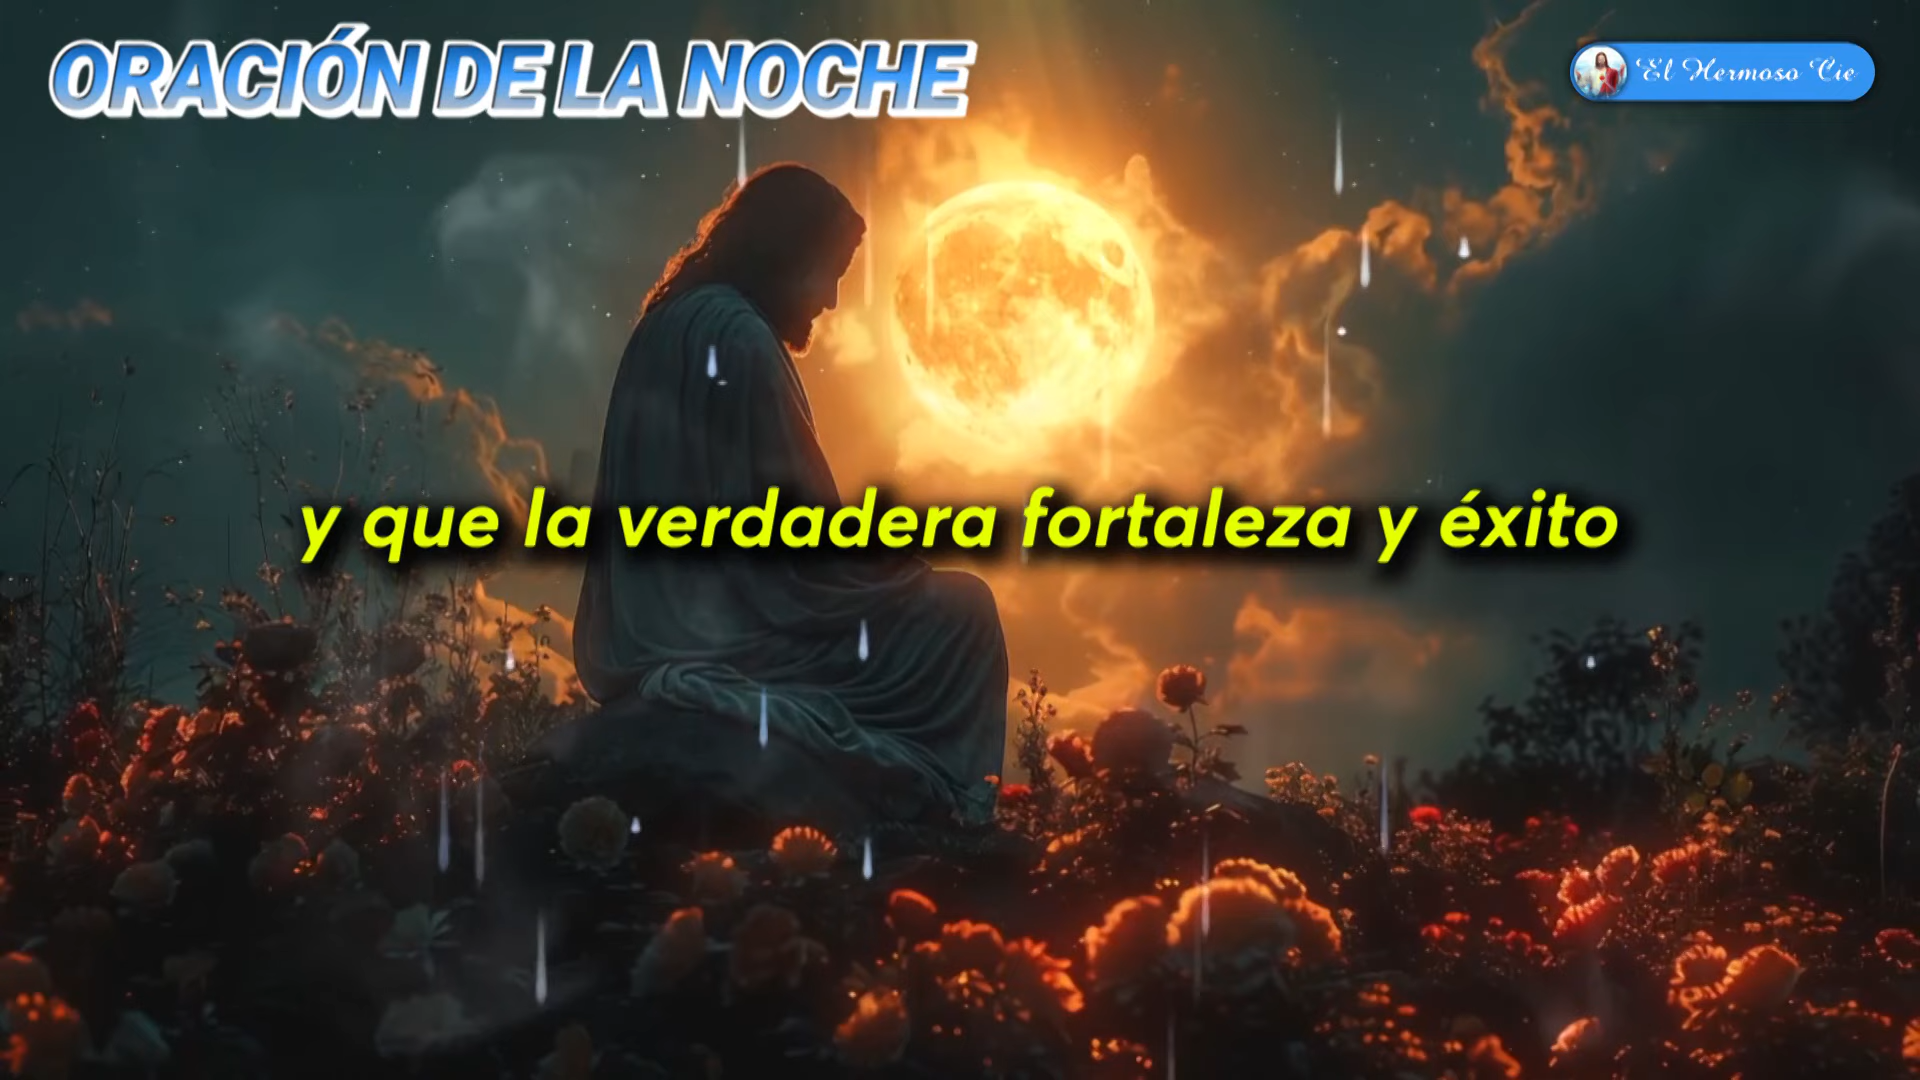 ORACIÓN DE LA NOCHE
El Hermoso Cie
y que la verdadera fortaleza y éxito